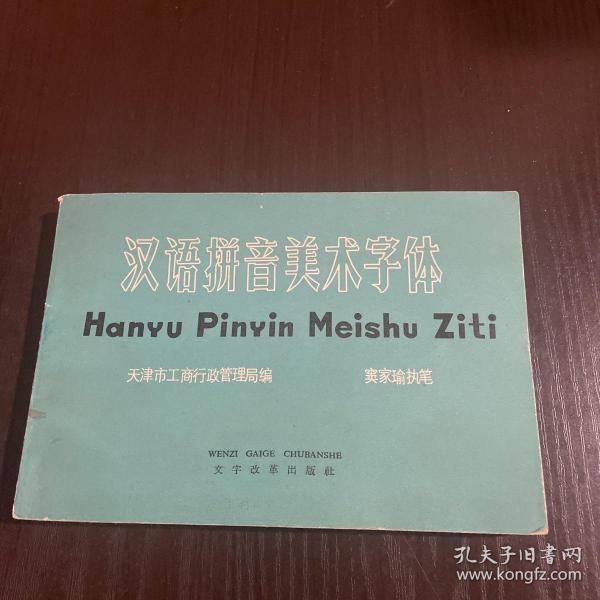 汉语拼音美术字体
Hanyu Pinyin Meishu Ziti
天津市工商行政管理局编 窦家瑜执笔
WENZI GAIGE CHUBANSHE
文字改革出版社
孔夫子旧书网
www.kongfz.com